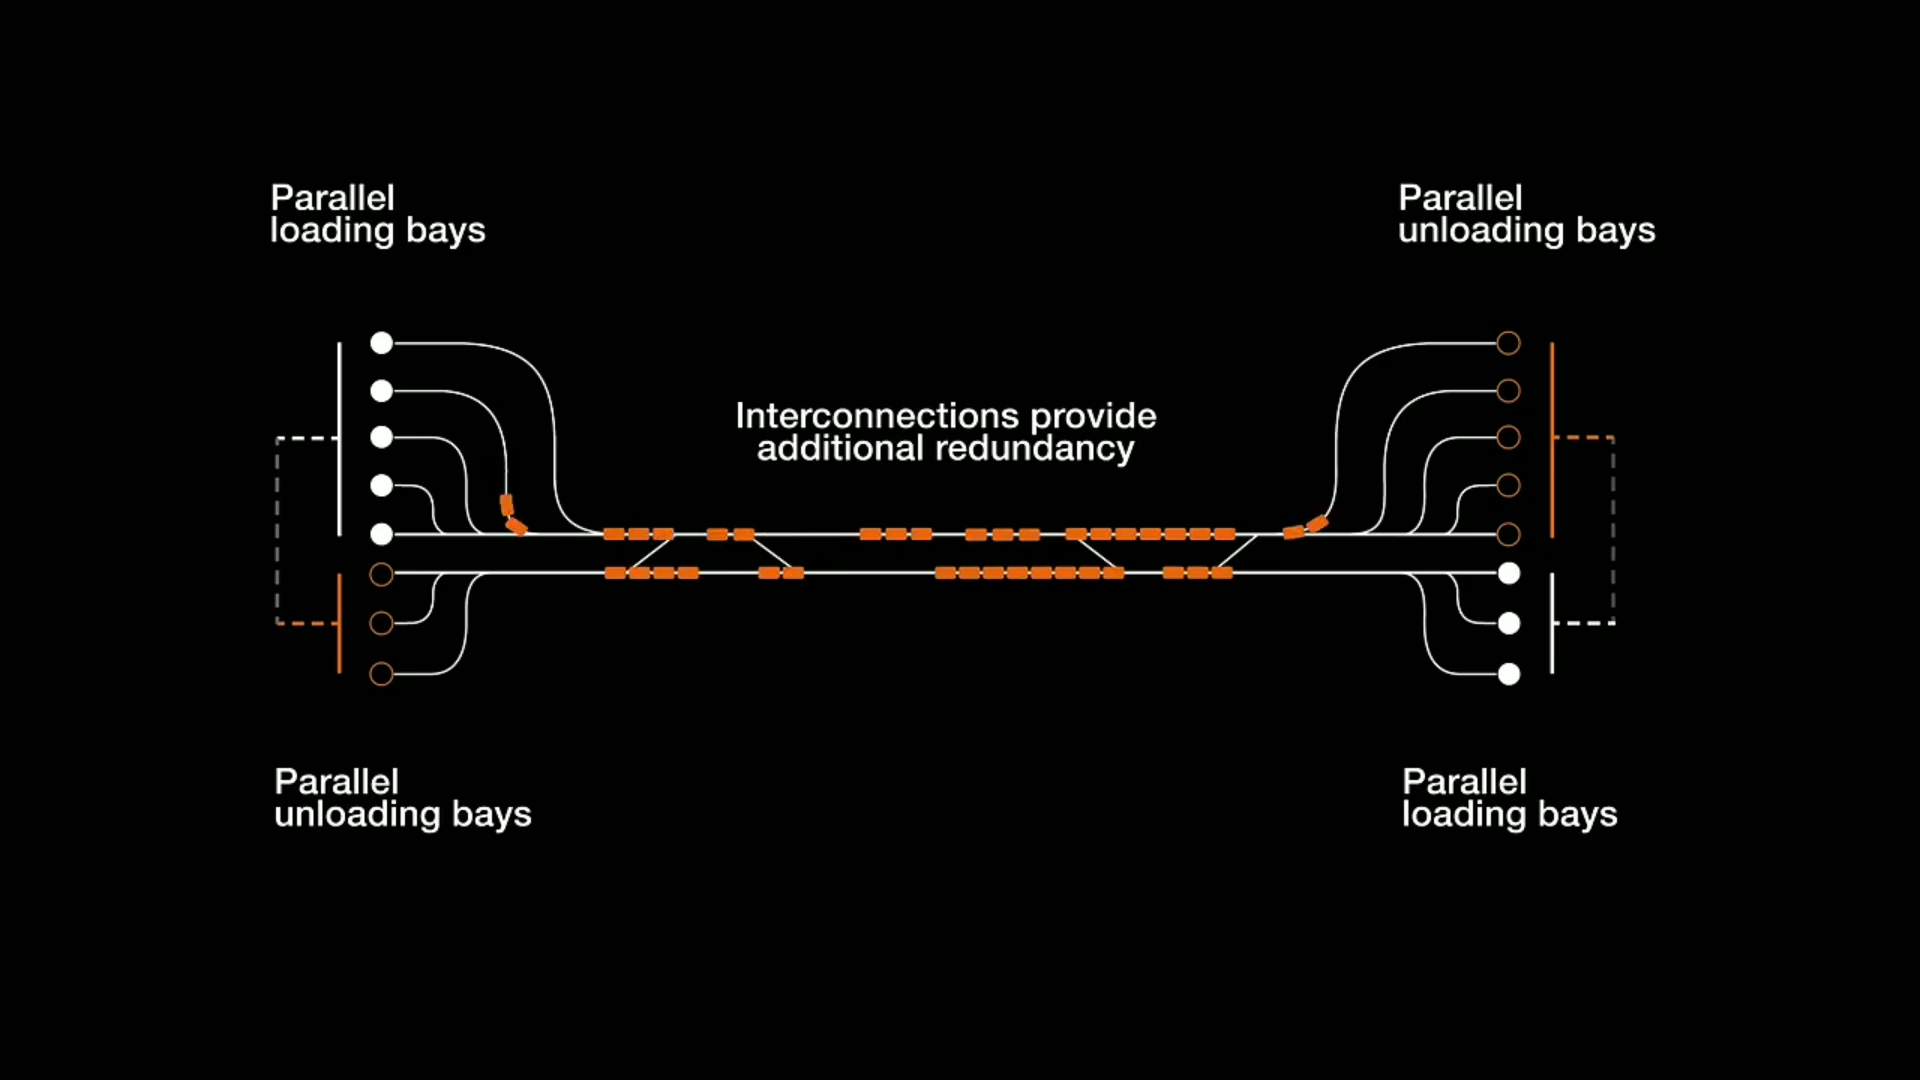 Parallel
loading bays
Parallel
unloading bays
Interconnections provide
additional redundancy
Parallel
unloading bays
Parallel
loading bays